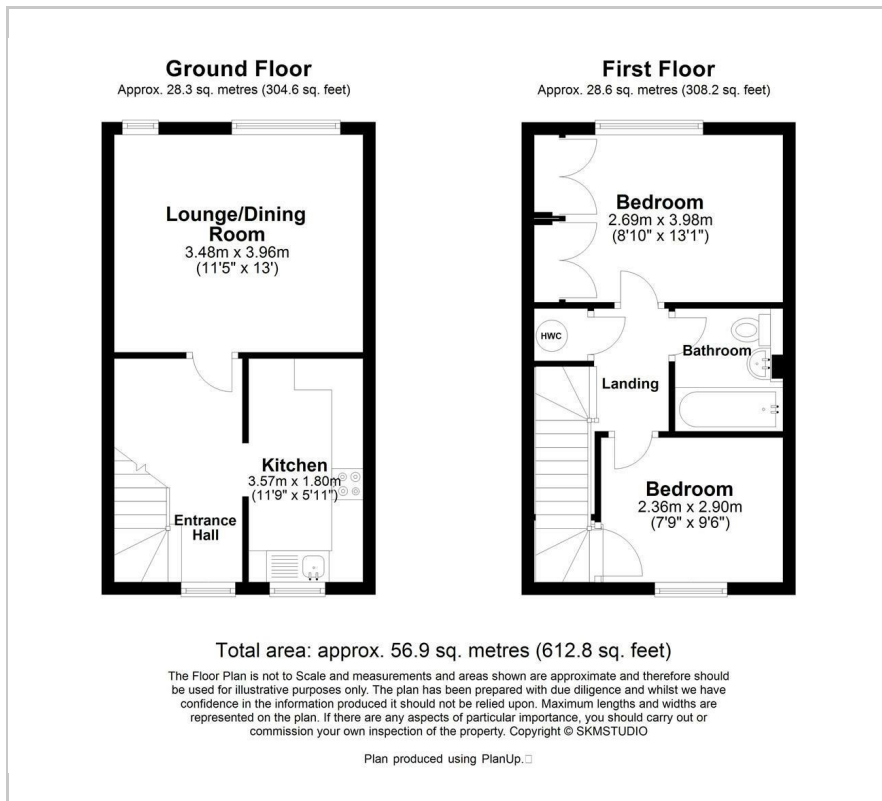 Ground Floor
Approx. 28.3 sq. metres (304.6 sq. feet)
Lounge/Dining
Room
3.48m x 3.96m
(11'5" x 13')
Kitchen
3.57m x 1.80m
(11'9" x 5'11")
Entrance
Hall
First Floor
Approx. 28.6 sq. metres (308.2 sq. feet)
Bedroom
2.69m x 3.98m
(8'10" x 13'1")
HWC
Bathroom
Landing
Bedroom
2.36m x 2.90m
(7'9" x 9'6")
Total area: approx. 56.9 sq. metres (612.8 sq. feet)
The Floor Plan is not to Scale and measurements and areas shown are approximate and therefore should
be used for illustrative purposes only. The plan has been prepared with due diligence and whilst we have
confidence in the information produced it should not be relied upon. Maximum lengths and widths are
represented on the plan. If there are any aspects of particular importance, you should carry out or
commission your own inspection of the property. Copyright © SKMSTUDIO
Plan produced using PlanUp.